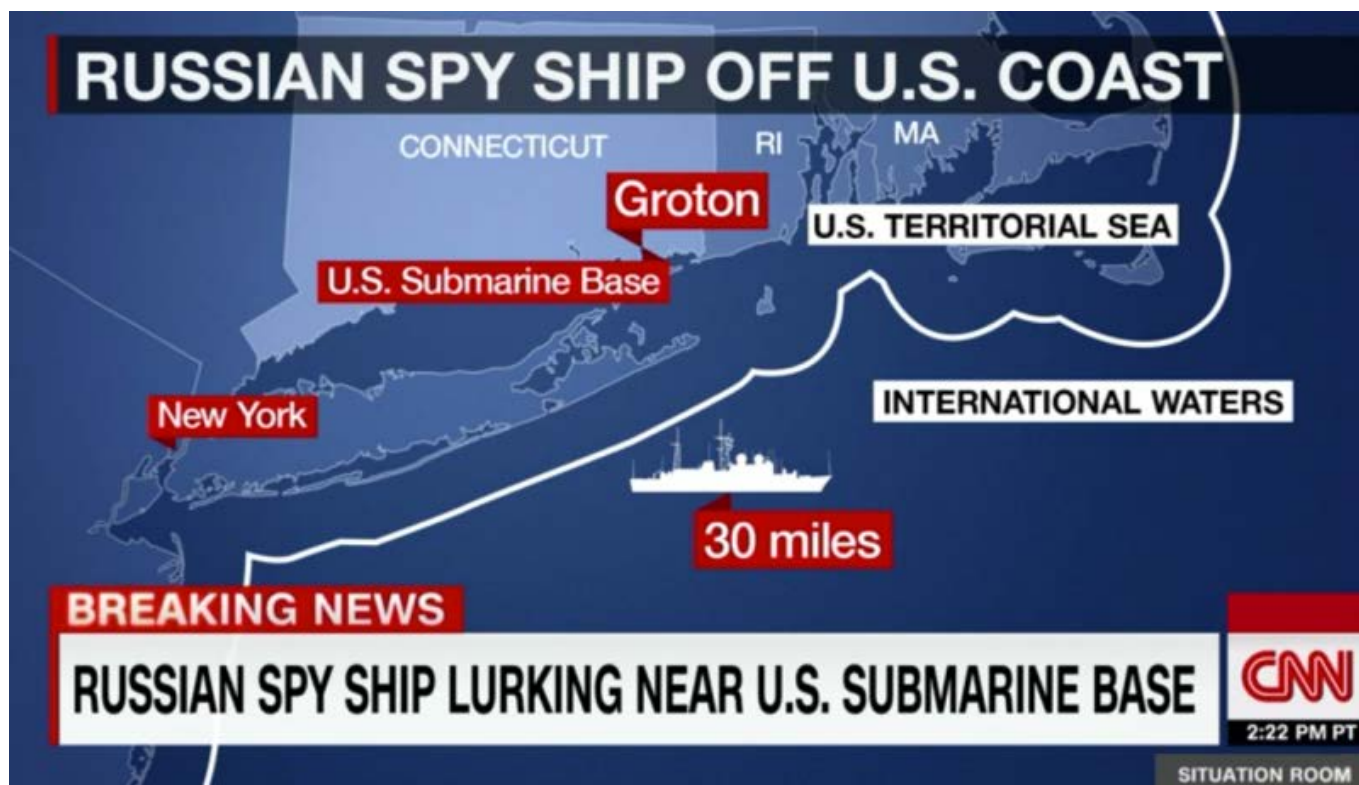 RUSSIAN SPY SHIP OFF U.S. COAST
CONNECTICUT
RI
MA
Groton
U.S. TERRITORIAL SEA
U.S. Submarine Base
INTERNATIONAL WATERS
New York
30 miles
BREAKING NEWS
RUSSIAN SPY SHIP LURKING NEAR U.S. SUBMARINE BASE
CNN
2:22 PM PT
SITUATION ROOM